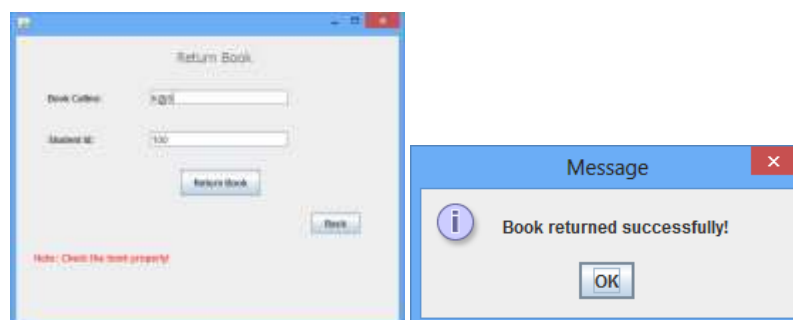 Return Book
Book Callno:
Student Id:
100
Return Book
Back
Note: Check the book properly!
Message
Book returned successfully!
OK